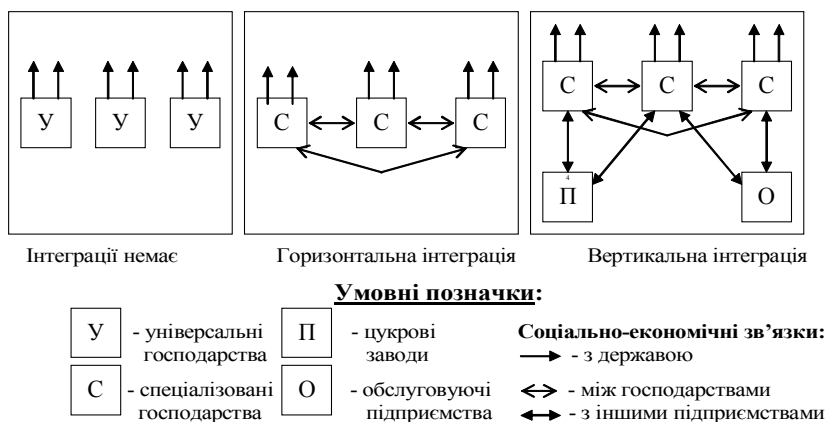 У У У
С С С
С С С
П 4 О
Інтеграції немає
Горизонтальна інтеграція
Вертикальна інтеграція
Умовні позначки:
У - універсальні господарства
П - цукрові заводи
Соціально-економічні зв’язки:
- з державою
С - спеціалізовані господарства
О - обслуговуючі підприємства
- між господарствами
- з іншими підприємствами